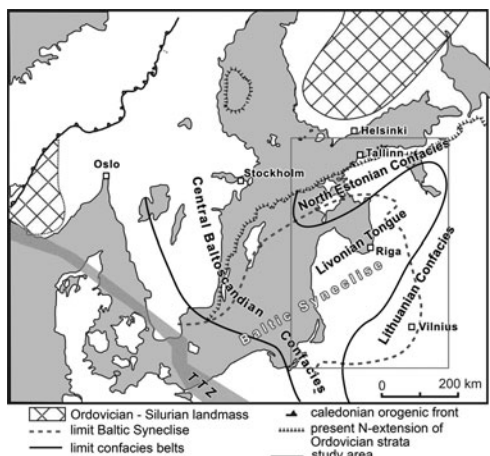 Helsinki
Tallinn
Oslo
Stockholm
North Estonian Confacies
Central Baltoscandian
Confacies
Livonian Tongue
Riga
Baltic Syneclise
Lithuanian Confacies
Vilnius
TTZ
0 200 km
Ordovician - Silurian landmass
limit Baltic Syneclise
limit confacies belts
caledonian orogenic front
present N-extension of
Ordovician strata
study area